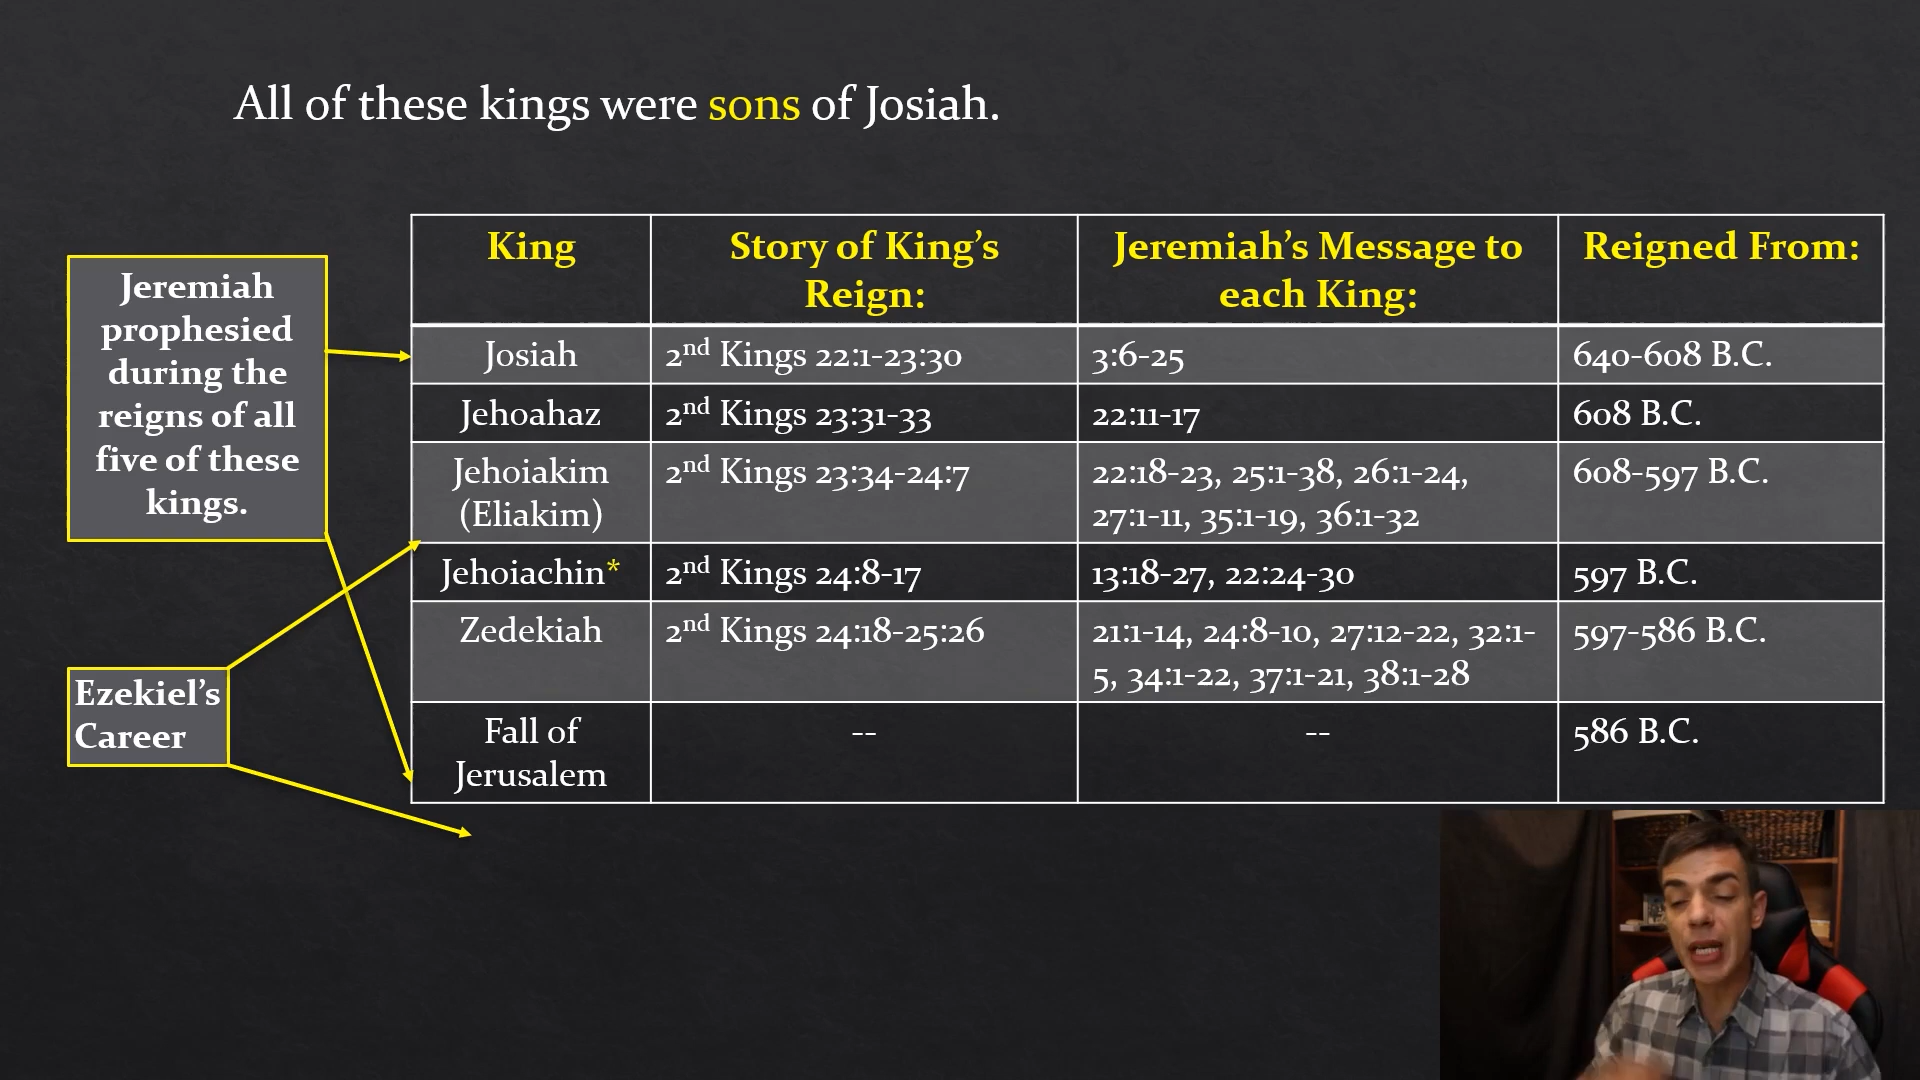 All of these kings were sons of Josiah.
Jeremiah
prophesied
during the
reigns of all
five of these
kings.
Ezekiel's
Career
King
Story of King's
Reign:
Jeremiah's Message to
each King:
Reigned From:
Josiah
2nd Kings 22:1-23:30
3:6-25
640-608 B.C.
Jehoahaz
2nd Kings 23:31-33
22:11-17
608 B.C.
Jehoiakim
(Eliakim)
2nd Kings 23:34-24:7
22:18-23, 25:1-38, 26:1-24,
27:1-11, 35:1-19, 36:1-32
608-597 B.C.
Jehoiachin*
2nd Kings 24:8-17
13:18-27, 22:24-30
597 B.C.
Zedekiah
2nd Kings 24:18-25:26
21:1-14, 24:8-10, 27:12-22, 32:1-
5, 34:1-22, 37:1-21, 38:1-28
597-586 B.C.
Fall of
Jerusalem
--
--
586 B.C.